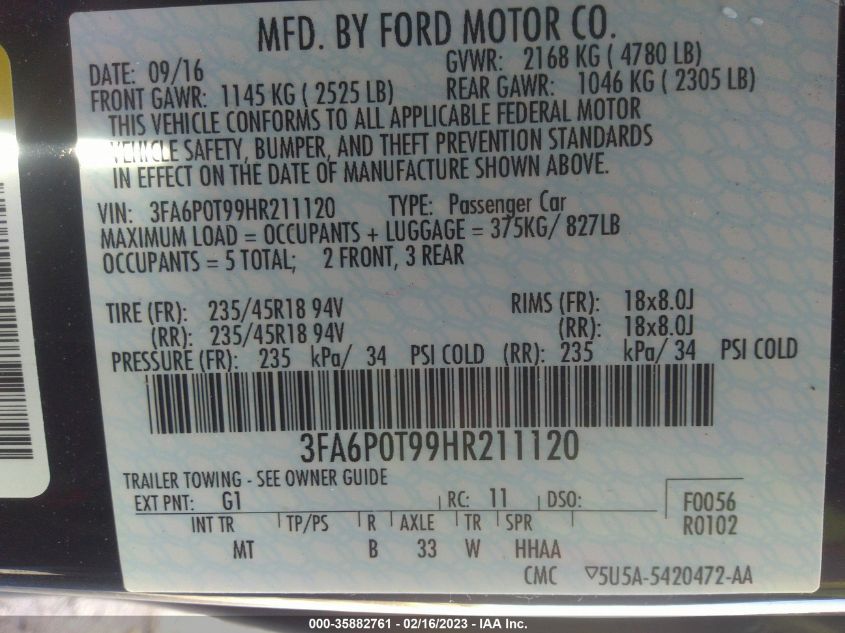 MFD. BY FORD MOTOR CO.
DATE: 09/16
GVWR: 2168 KG ( 4780 LB)
FRONT GAWR: 1145 KG ( 2525 LB)
REAR GAWR: 1046 KG ( 2305 LB)
THIS VEHICLE CONFORMS TO ALL APPLICABLE FEDERAL MOTOR
VEHICLE SAFETY, BUMPER, AND THEFT PREVENTION STANDARDS
IN EFFECT ON THE DATE OF MANUFACTURE SHOWN ABOVE.
VIN: 3FA6P0T99HR211120 TYPE: Passenger Car
MAXIMUM LOAD = OCCUPANTS + LUGGAGE = 375KG/ 827LB
OCCUPANTS = 5 TOTAL; 2 FRONT, 3 REAR
TIRE (FR): 235/45R18 94V RIMS (FR): 18x8.0J
(RR): 235/45R18 94V (RR): 18x8.0J
PRESSURE (FR): 235 kPa/ 34 PSI COLD (RR): 235 kPa/ 34 PSI COLD
3FA6P0T99HR211120
TRAILER TOWING - SEE OWNER GUIDE
EXT PNT: G1 RC: 11 DSO: F0056
INT TR TP/PS R AXLE TR SPR R0102
MT B 33 W HHAA
CMC ▽5U5A-5420472-AA
000-35882761 - 02/16/2023 - IAA Inc.